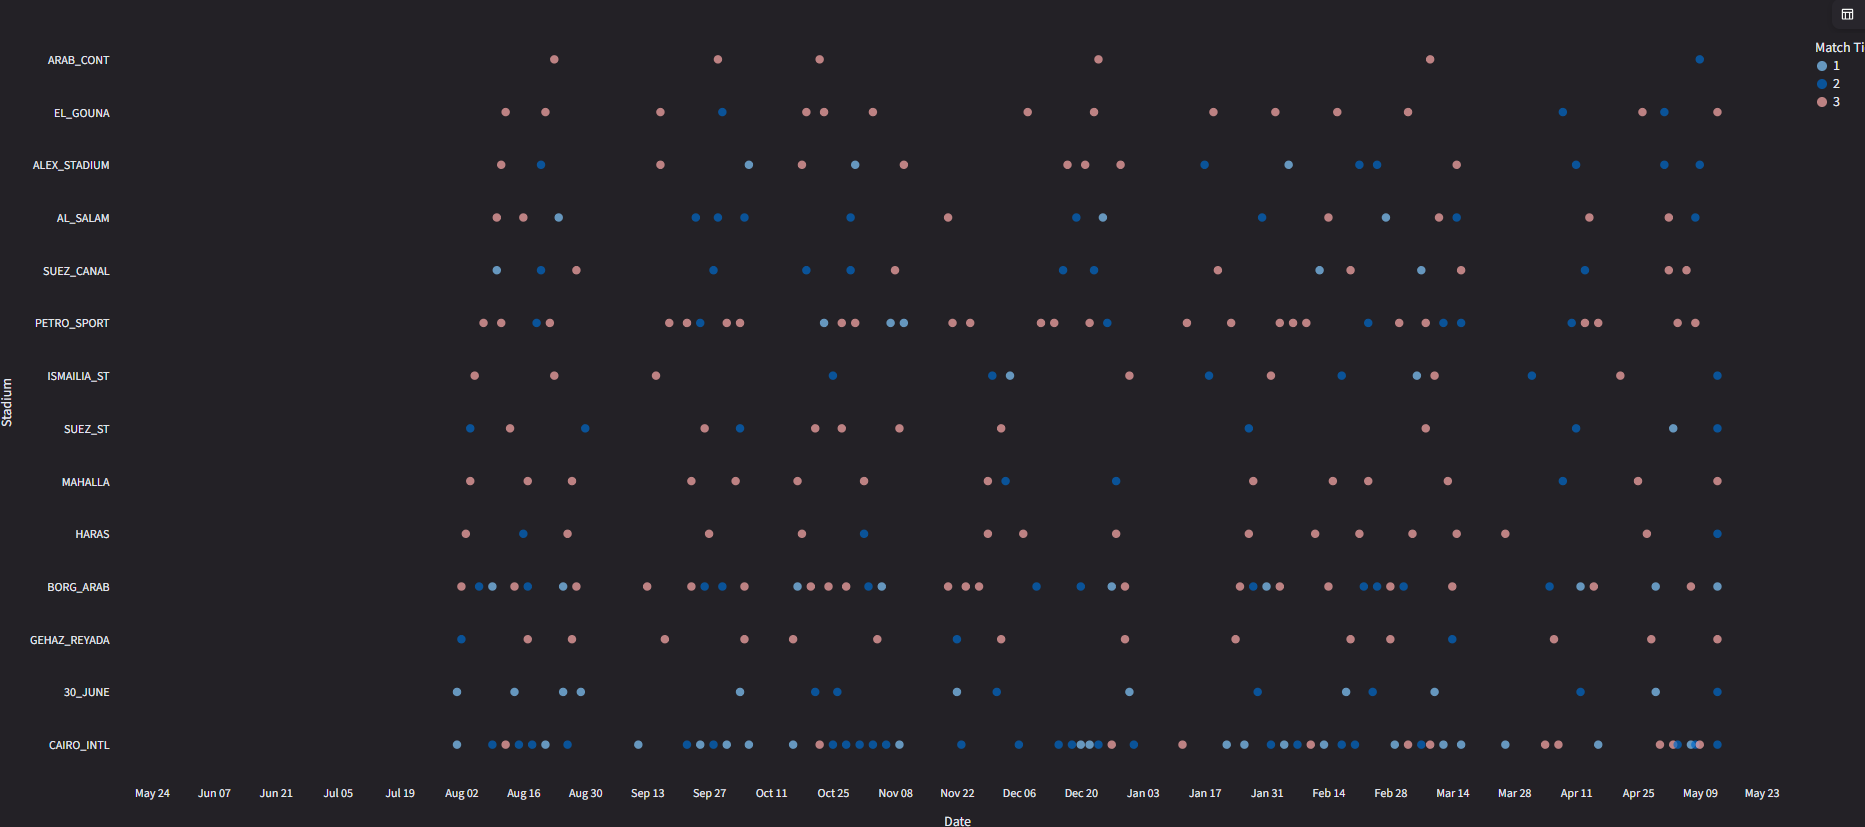 Match Ti
1
2
3
ARAB_CONT
EL_GOUNA
ALEX_STADIUM
AL_SALAM
SUEZ_CANAL
PETRO_SPORT
ISMAILIA_ST
SUEZ_ST
MAHALLA
HARAS
BORG_ARAB
GEHAZ_REYADA
30_JUNE
CAIRO_INTL
Stadium
May 24 Jun 07 Jun 21 Jul 05 Jul 19 Aug 02 Aug 16 Aug 30 Sep 13 Sep 27 Oct 11 Oct 25 Nov 08 Nov 22 Dec 06 Dec 20 Jan 03 Jan 17 Jan 31 Feb 14 Feb 28 Mar 14 Mar 28 Apr 11 Apr 25 May 09 May 23
Date